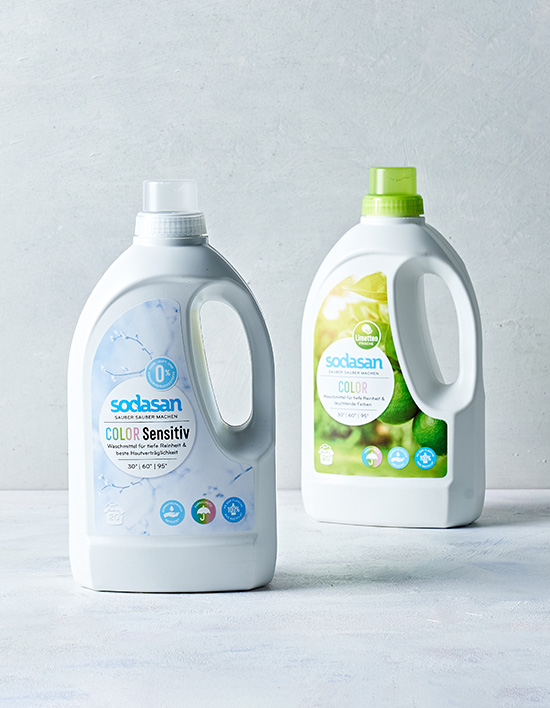 0%
sodasan
SAUBER SAUBER MACHEN
COLOR Sensitiv
Waschmittel für tiefe Reinheit &
beste Hautverträglichkeit
30° | 60° | 95°
20
Limetten
sodasan
SAUBER SAUBER MACHEN
COLOR
Waschmittel für tiefe Reinheit &
leuchtende Farben
30° | 60° | 95°